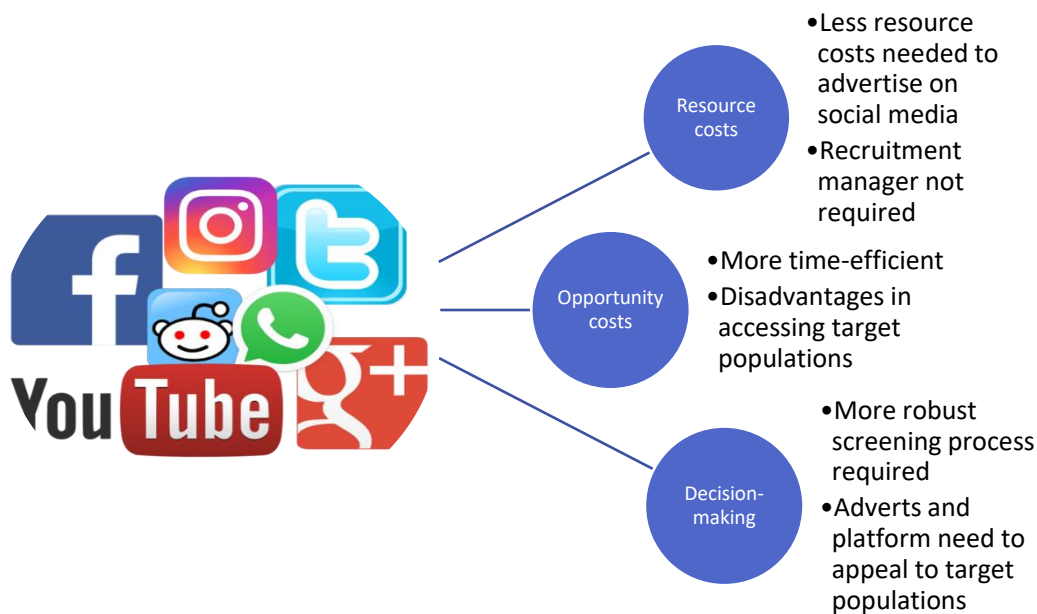 You Tube
g+
Resource
costs
•Less resource
costs needed to
advertise on
social media
•Recruitment
manager not
required
Opportunity
costs
•More time-efficient
•Disadvantages in
accessing target
populations
Decision-
making
•More robust
screening process
required
•Adverts and
platform need to
appeal to target
populations